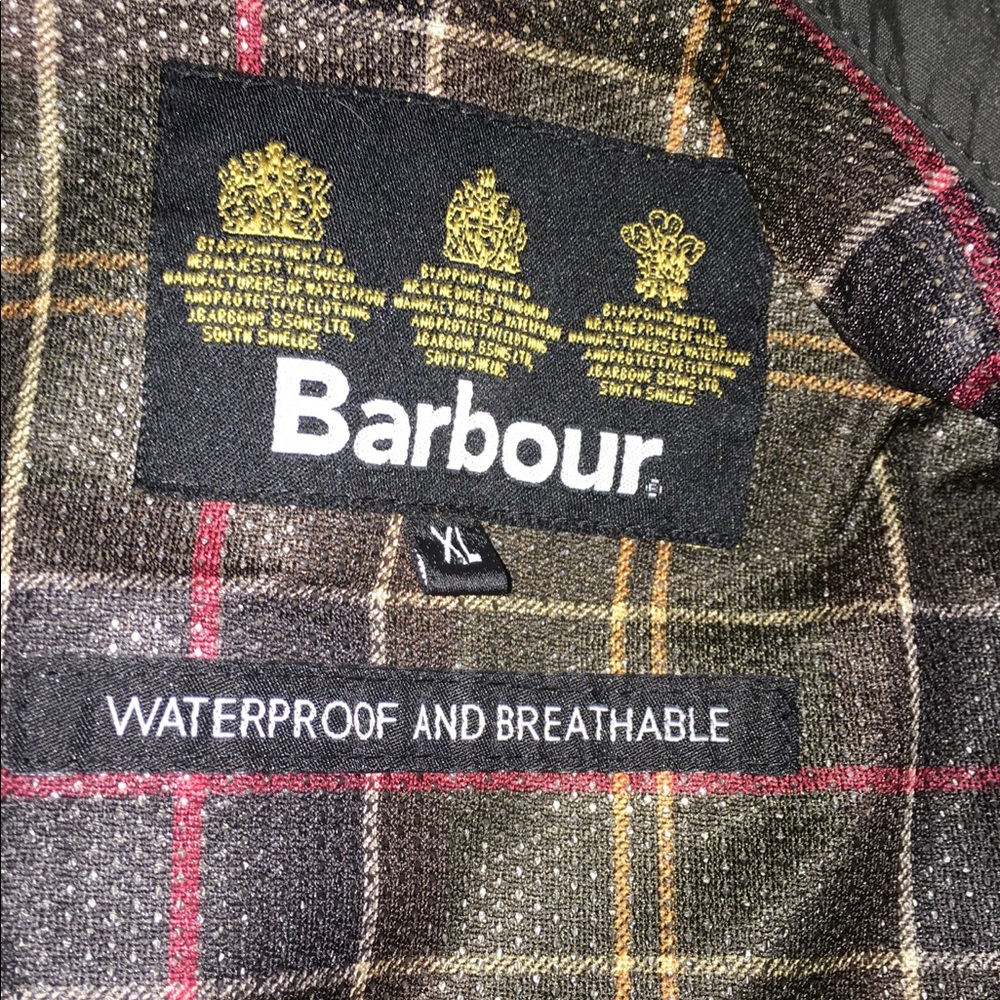 BY APPOINTMENT TO
HER MAJESTY THE QUEEN
MANUFACTURERS OF WATERPROOF
AND PROTECTIVE CLOTHING
J.BARBOUR & SONS LTD,
SOUTH SHIELDS.
BY APPOINTMENT TO
H.R.H. THE DUKE OF EDINBURGH
MANUFACTURERS OF WATERPROOF
AND PROTECTIVE CLOTHING
J.BARBOUR & SONS LTD,
SOUTH SHIELDS
BY APPOINTMENT TO
H.R.H. THE PRINCE OF WALES
MANUFACTURERS OF WATERPROOF
AND PROTECTIVE CLOTHING
J.BARBOUR & SONS LTD,
SOUTH SHIELDS.
Barbour
XL
WATERPROOF AND BREATHABLE